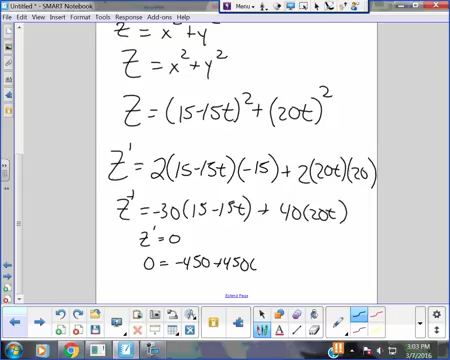 Untitled * - SMART Notebook
Menu
File Edit View Insert Format Tools Add-ons Response Help
z = x² + y²
z = x² + y²
z = (15-15t)² + (20t)²
z' = 2(15-15t)(-15) + 2(20t)(20)
z' = -30(15-15t) + 40(20t)
z' = 0
0 = -450+450(
Extend Page
3:03 PM
3/7/2016